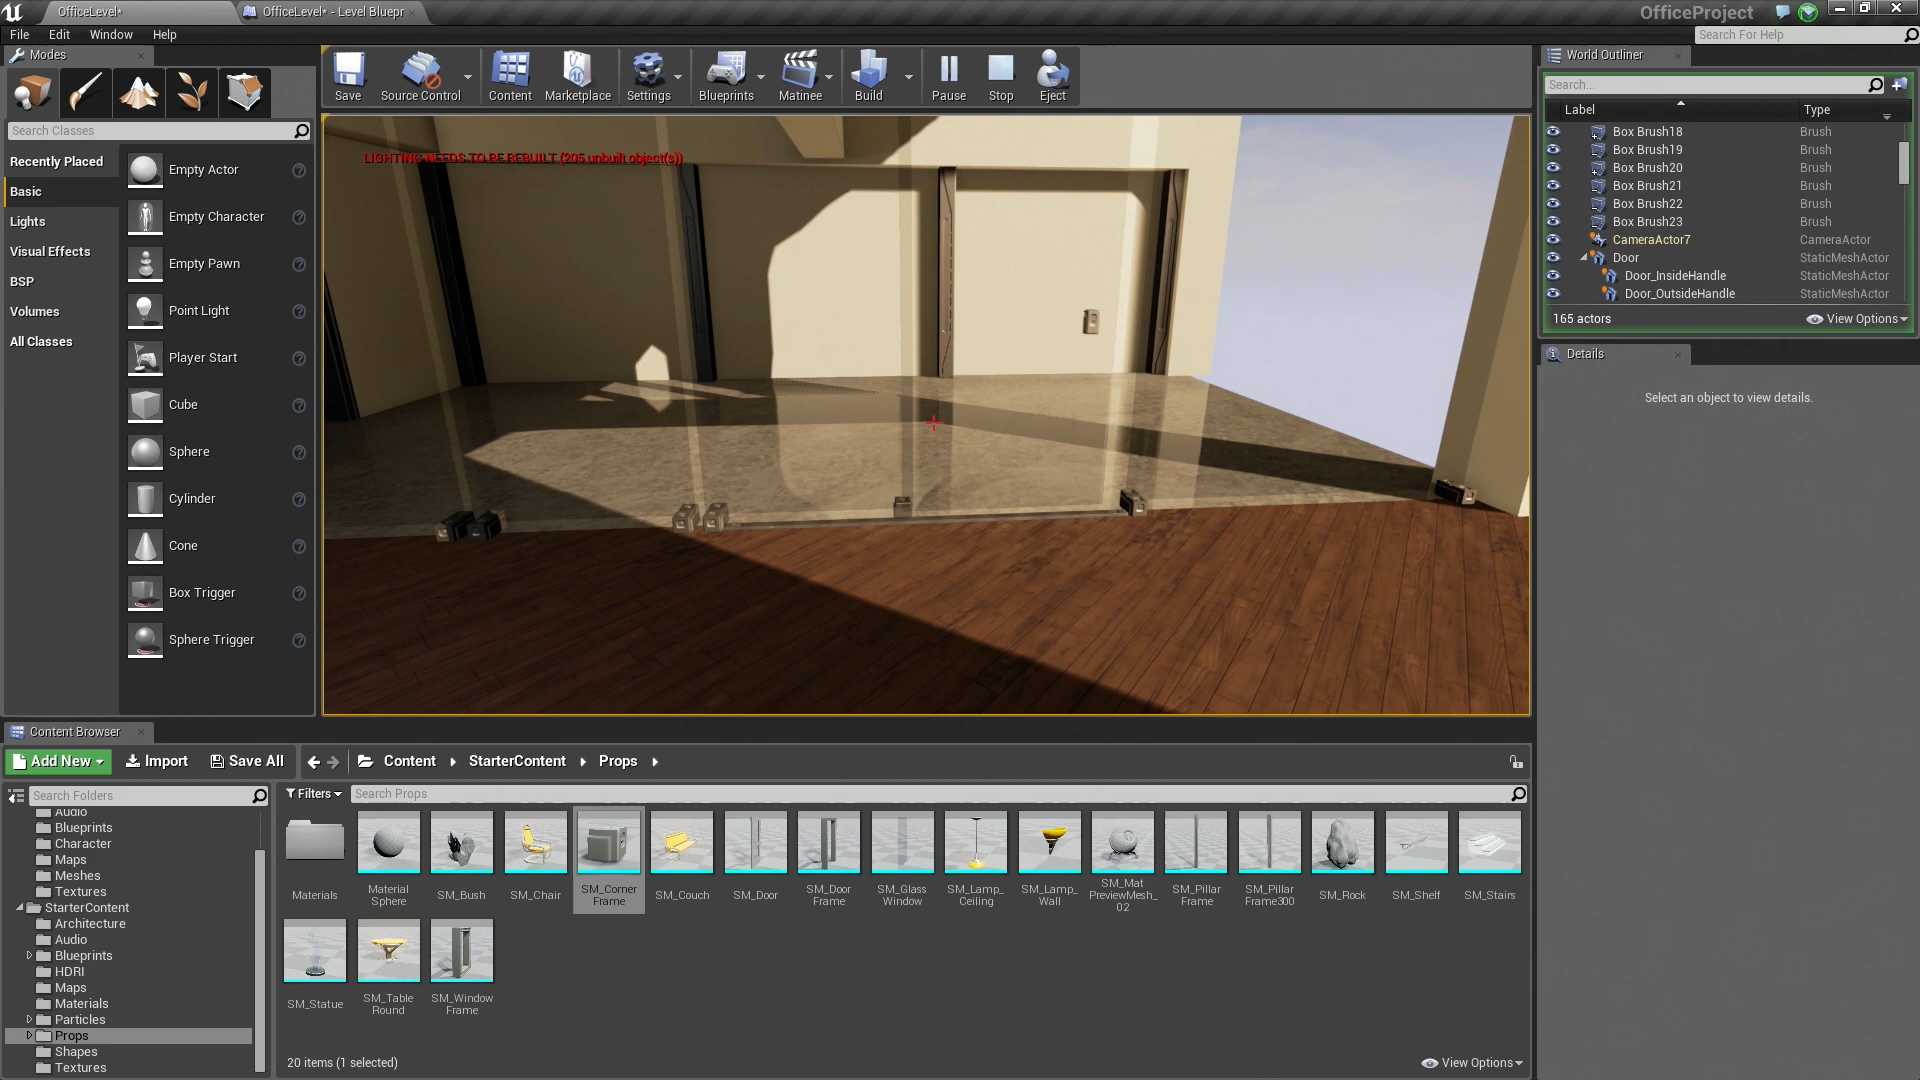 OfficeLevel*
OfficeLevel* - Level Bluepr
OfficeProject
File
Edit
Window
Help
Search For Help
Modes
Save
Source Control
Content
Marketplace
Settings
Blueprints
Matinee
Build
Pause
Stop
Eject
World Outliner
Search...
Label
Type
Box Brush18 Brush
Box Brush19 Brush
Box Brush20 Brush
Box Brush21 Brush
Box Brush22 Brush
Box Brush23 Brush
CameraActor7 CameraActor
Door StaticMeshActor
Door_InsideHandle StaticMeshActor
Door_OutsideHandle StaticMeshActor
165 actors
View Options
Details
Select an object to view details.
Search Classes
Recently Placed
Basic
Lights
Visual Effects
BSP
Volumes
All Classes
Empty Actor
Empty Character
Empty Pawn
Point Light
Player Start
Cube
Sphere
Cylinder
Cone
Box Trigger
Sphere Trigger
LIGHTING NEEDS TO BE REBUILT (205 unbuilt object(s))
Content Browser
Add New
Import
Save All
Content
StarterContent
Props
Search Folders
Audio
Blueprints
Character
Maps
Meshes
Textures
StarterContent
Architecture
Audio
Blueprints
HDRI
Maps
Materials
Particles
Props
Shapes
Textures
Filters
Search Props
Materials
Material
Sphere
SM_Bush
SM_Chair
SM_Corner
Frame
SM_Couch
SM_Door
SM_Door
Frame
SM_Glass
Window
SM_Lamp_
Ceiling
SM_Lamp_
Wall
SM_Mat
PreviewMesh_
02
SM_Pillar
Frame
SM_Pillar
Frame300
SM_Rock
SM_Shelf
SM_Stairs
SM_Statue
SM_Table
Round
SM_Window
Frame
20 items (1 selected)
View Options